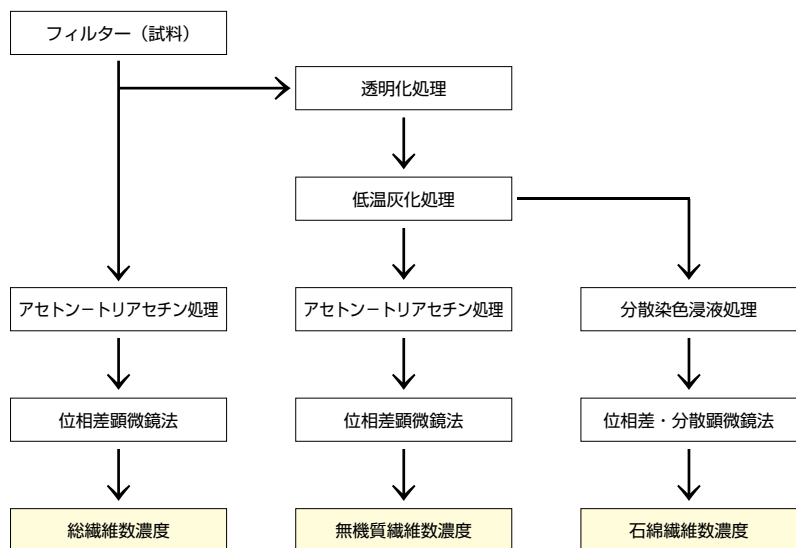 フィルター（試料）
透明化処理
低温灰化処理
アセトン－トリアセチン処理
アセトン－トリアセチン処理
分散染色浸液処理
位相差顕微鏡法
位相差顕微鏡法
位相差・分散顕微鏡法
総繊維数濃度
無機質繊維数濃度
石綿繊維数濃度